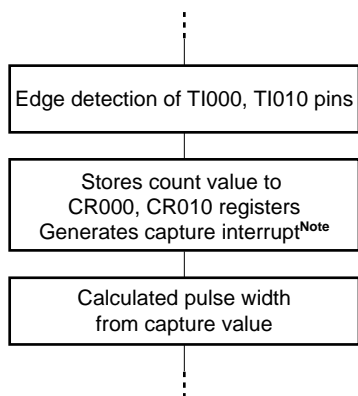 Edge detection of TI000, TI010 pins
Stores count value to
CR000, CR010 registers
Generates capture interruptNote
Calculated pulse width
from capture value